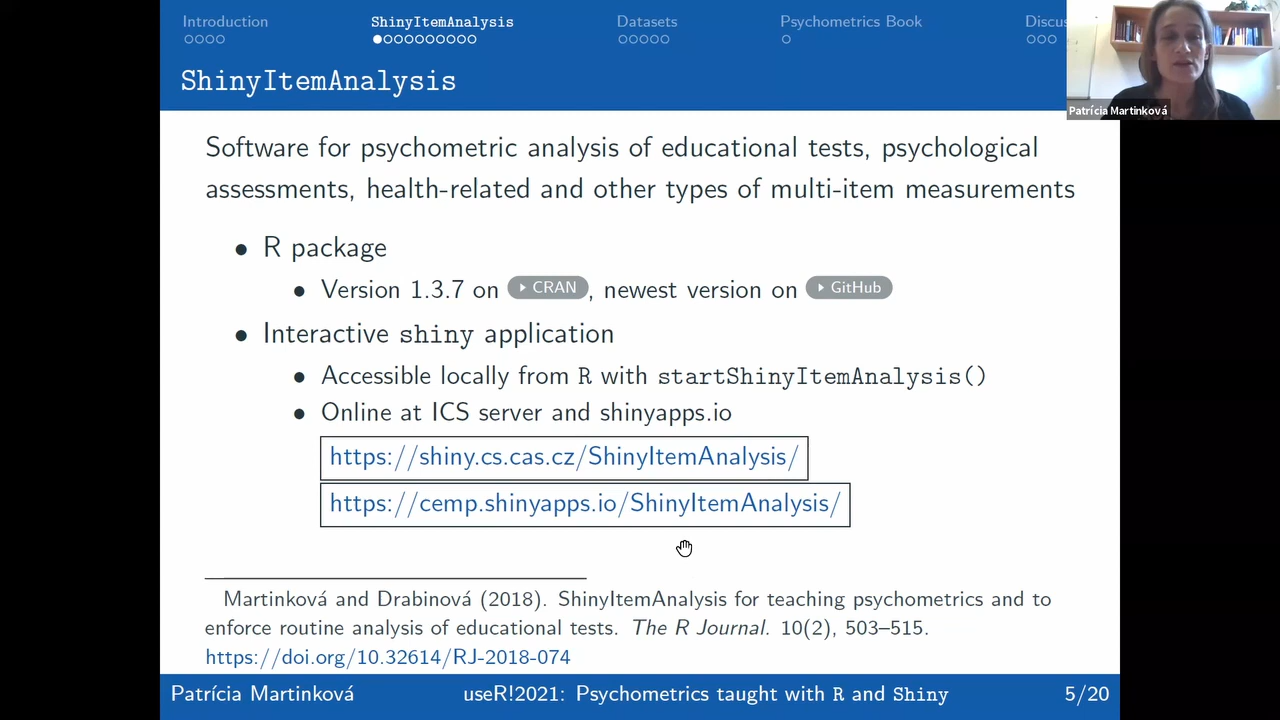 Introduction
ShinyItemAnalysis
Datasets
Psychometrics Book
Discus
ShinyItemAnalysis
Patrícia Martinková
Software for psychometric analysis of educational tests, psychological
assessments, health-related and other types of multi-item measurements
• R package
• Version 1.3.7 on CRAN, newest version on GitHub
• Interactive shiny application
• Accessible locally from R with startShinyItemAnalysis()
• Online at ICS server and shinyapps.io
https://shiny.cs.cas.cz/ShinyItemAnalysis/
https://cemp.shinyapps.io/ShinyItemAnalysis/
Martinková and Drabinová (2018). ShinyItemAnalysis for teaching psychometrics and to
enforce routine analysis of educational tests. The R Journal. 10(2), 503–515.
https://doi.org/10.32614/RJ-2018-074
Patrícia Martinková
useR!2021: Psychometrics taught with R and Shiny
5/20